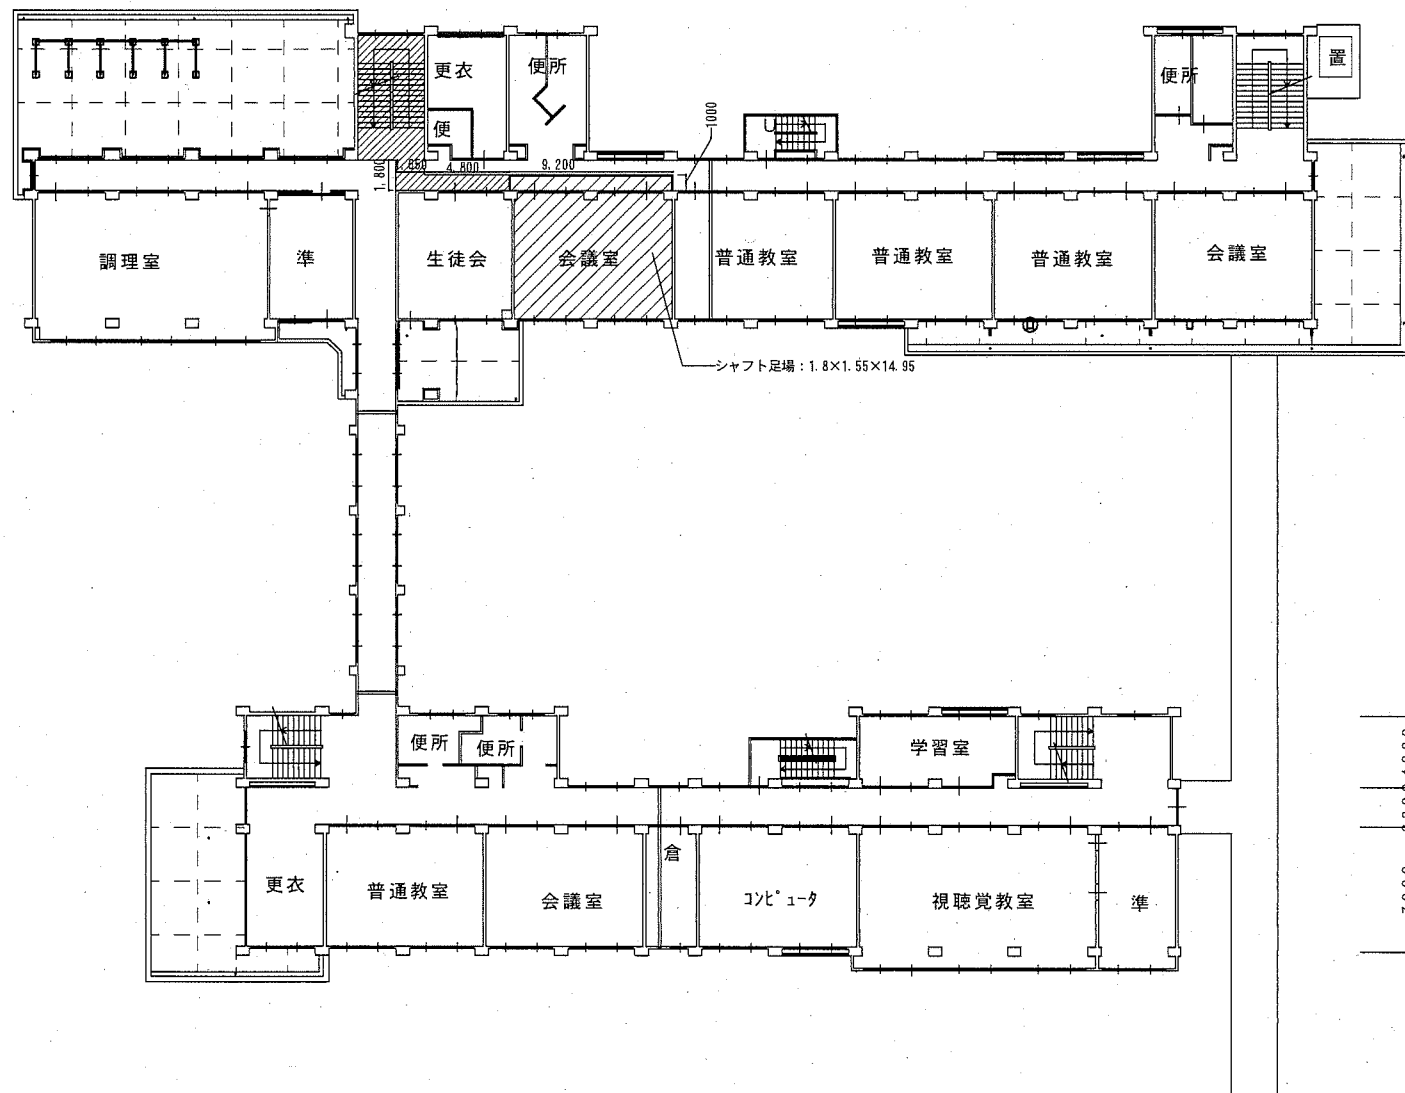 更衣
便所
便所
置
便
1000
1,800
4,800
9,200
調理室
準
生徒会
会議室
普通教室
普通教室
普通教室
会議室
シャフト足場：1.8×1.55×14.95
便所
便所
学習室
倉
更衣
普通教室
会議室
コンピュータ
視聴覚教室
準